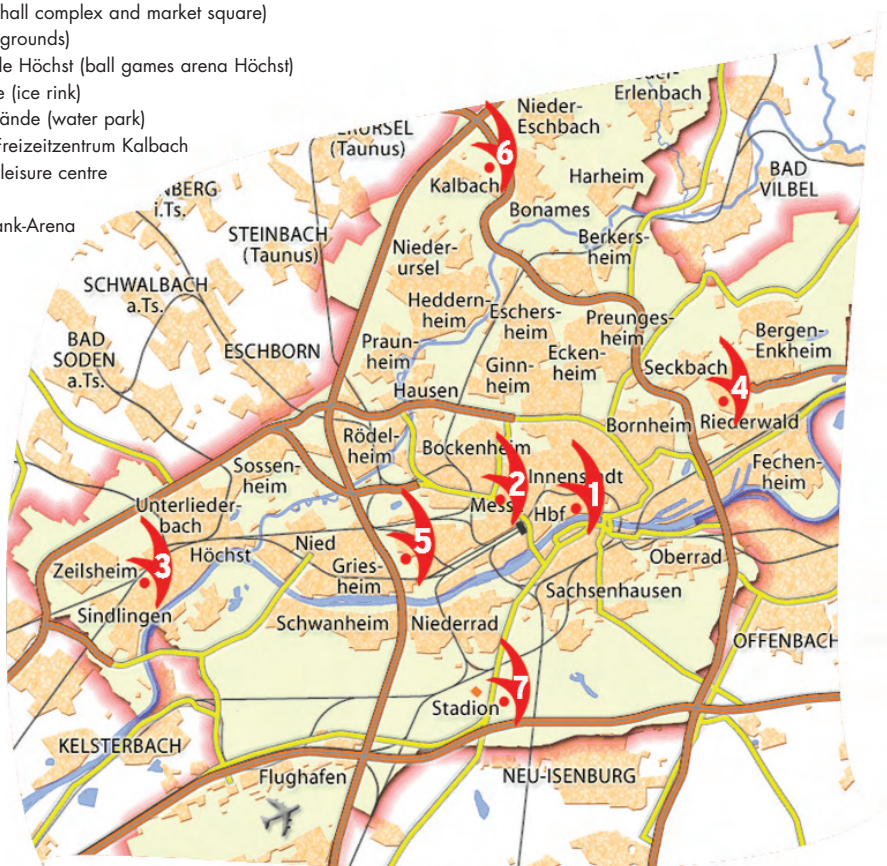 hall complex and market square)
grounds)
le Höchst (ball games arena Höchst)
e (ice rink)
ände (water park)
Freizeitzentrum Kalbach
leisure centre
ank-Arena
Erlenbach
Nieder-
Eschbach
(Taunus)
6
Kalbach
Harheim
BAD
VILBEL
NBERG
i.Ts.
Bonames
STEINBACH
(Taunus)
Nieder-
ursel
Berkers-
heim
SCHWALBACH
a.Ts.
Heddern-
heim
Eschers-
heim
Preunges-
heim
BAD
SODEN
a.Ts.
ESCHBORN
Praun-
heim
Ginn-
heim
Ecken-
heim
Seckbach
Bergen-
Enkheim
4
Hausen
Riederwald
Bornheim
Rödel-
heim
Bockenheim
Sossen-
heim
Innenstadt
Fechen-
heim
2
1
Unterlieder-
bach
Mess
Hbf
5
Höchst
Nied
Gries-
heim
Oberrad
3
Zeilsheim
Sachsenhausen
Sindlingen
Schwanheim
Niederrad
OFFENBACH
7
Stadion
KELSTERBACH
Flughafen
NEU-ISENBURG